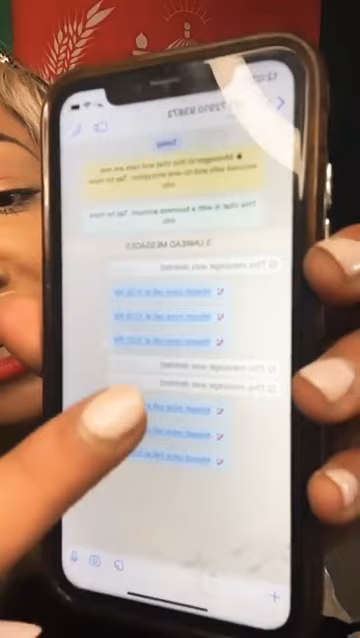 72910 93873
Today
Messages to this chat and calls are now
secured with end-to-end encryption. Tap for more
info
This chat is with a business account. Tap for more
info
3 UNREAD MESSAGES
This message was deleted
Missed voice call at
Missed voice call at
Missed voice call at
This message was deleted
This message was deleted
Missed voice call at
Missed voice call at
Missed voice call at